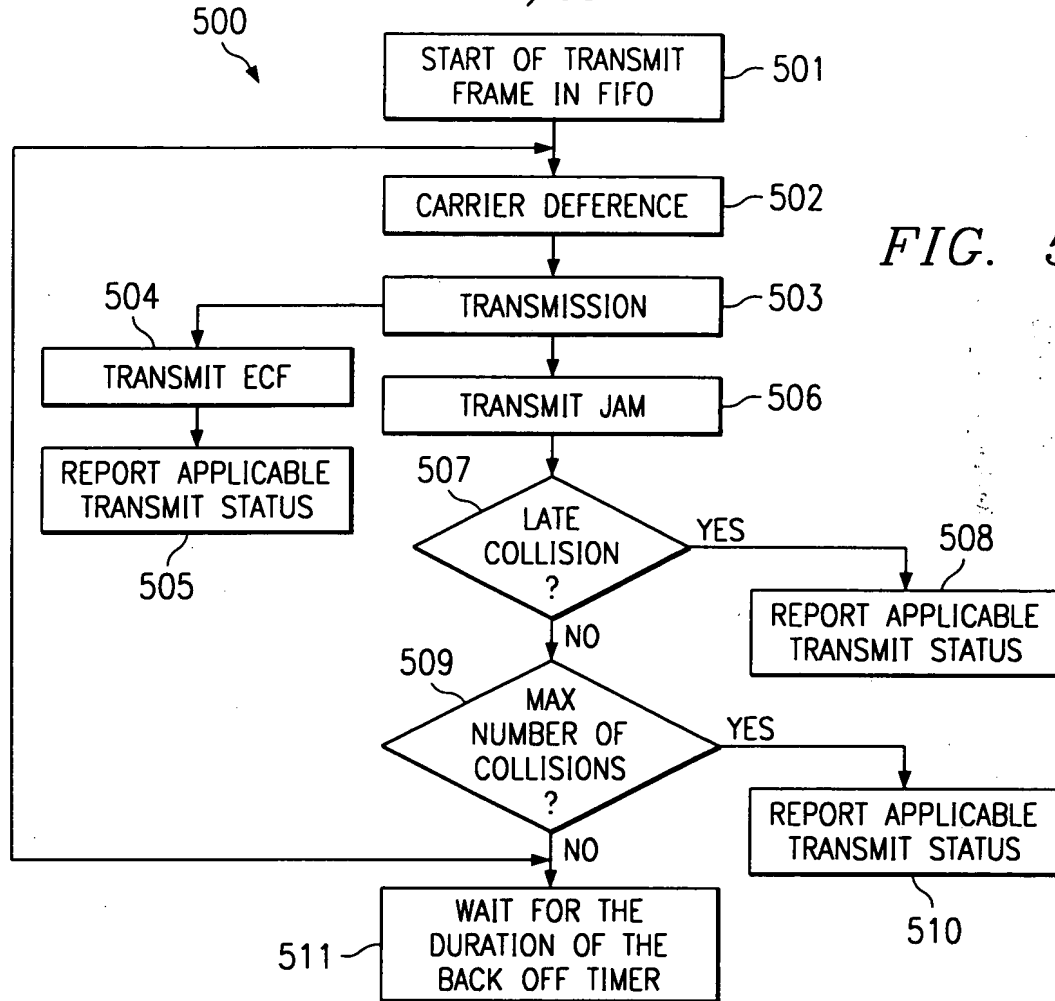 500
START OF TRANSMIT
FRAME IN FIFO
501
CARRIER DEFERENCE
502
FIG. 5
504
TRANSMISSION
503
TRANSMIT ECF
TRANSMIT JAM
506
REPORT APPLICABLE
TRANSMIT STATUS
505
507
LATE
COLLISION
?
YES
508
REPORT APPLICABLE
TRANSMIT STATUS
NO
509
MAX
NUMBER OF
COLLISIONS
?
YES
REPORT APPLICABLE
TRANSMIT STATUS
510
NO
511
WAIT FOR THE
DURATION OF THE
BACK OFF TIMER